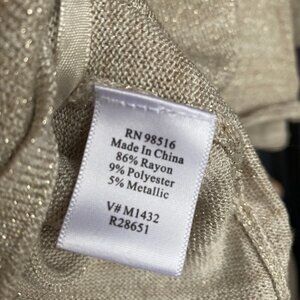 RN 98516
Made In China
86% Rayon
9% Polyester
5% Metallic
V# M1432
R28651